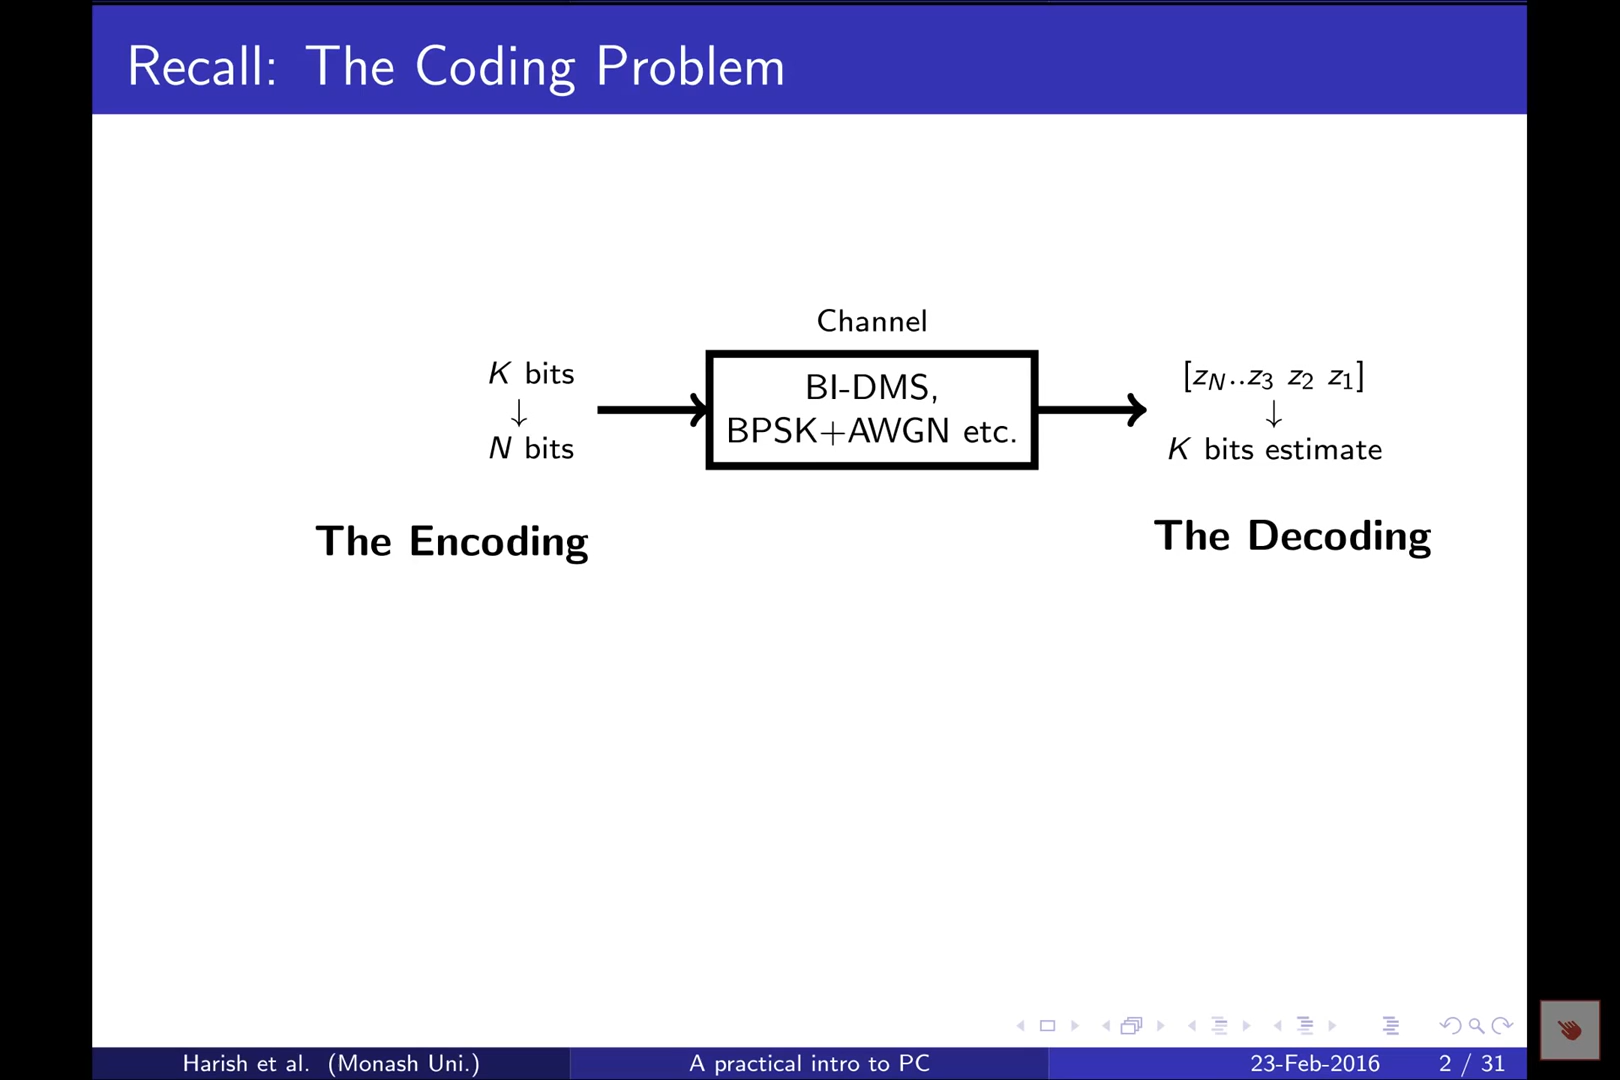 Recall: The Coding Problem
Channel
K bits
↓
N bits
BI-DMS,
BPSK+AWGN etc.
[z_N..z_3 z_2 z_1]
↓
K bits estimate
The Encoding
The Decoding
Harish et al. (Monash Uni.)
A practical intro to PC
23-Feb-2016
2 / 31